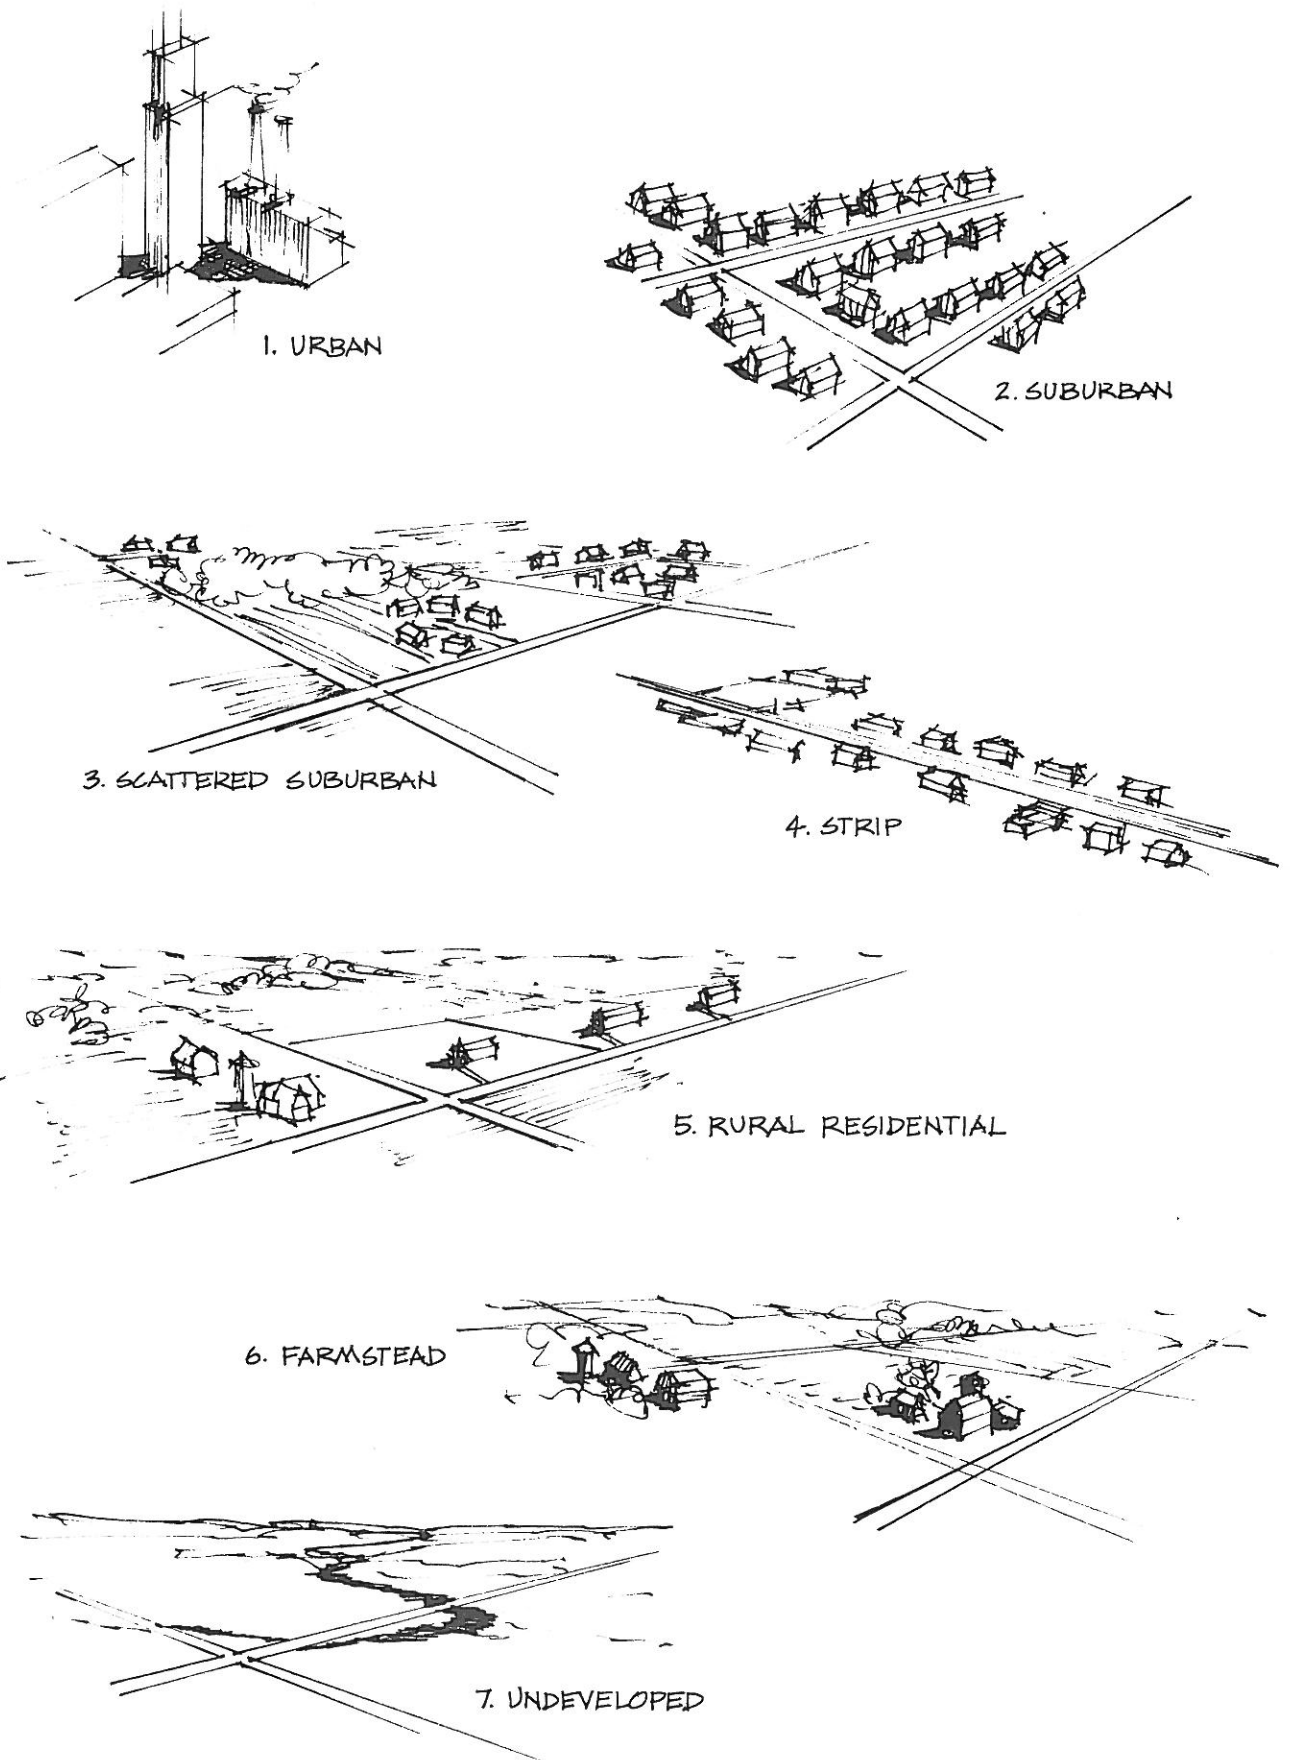 1. URBAN
2. SUBURBAN
3. SCATTERED SUBURBAN
4. STRIP
5. RURAL RESIDENTIAL
6. FARMSTEAD
7. UNDEVELOPED